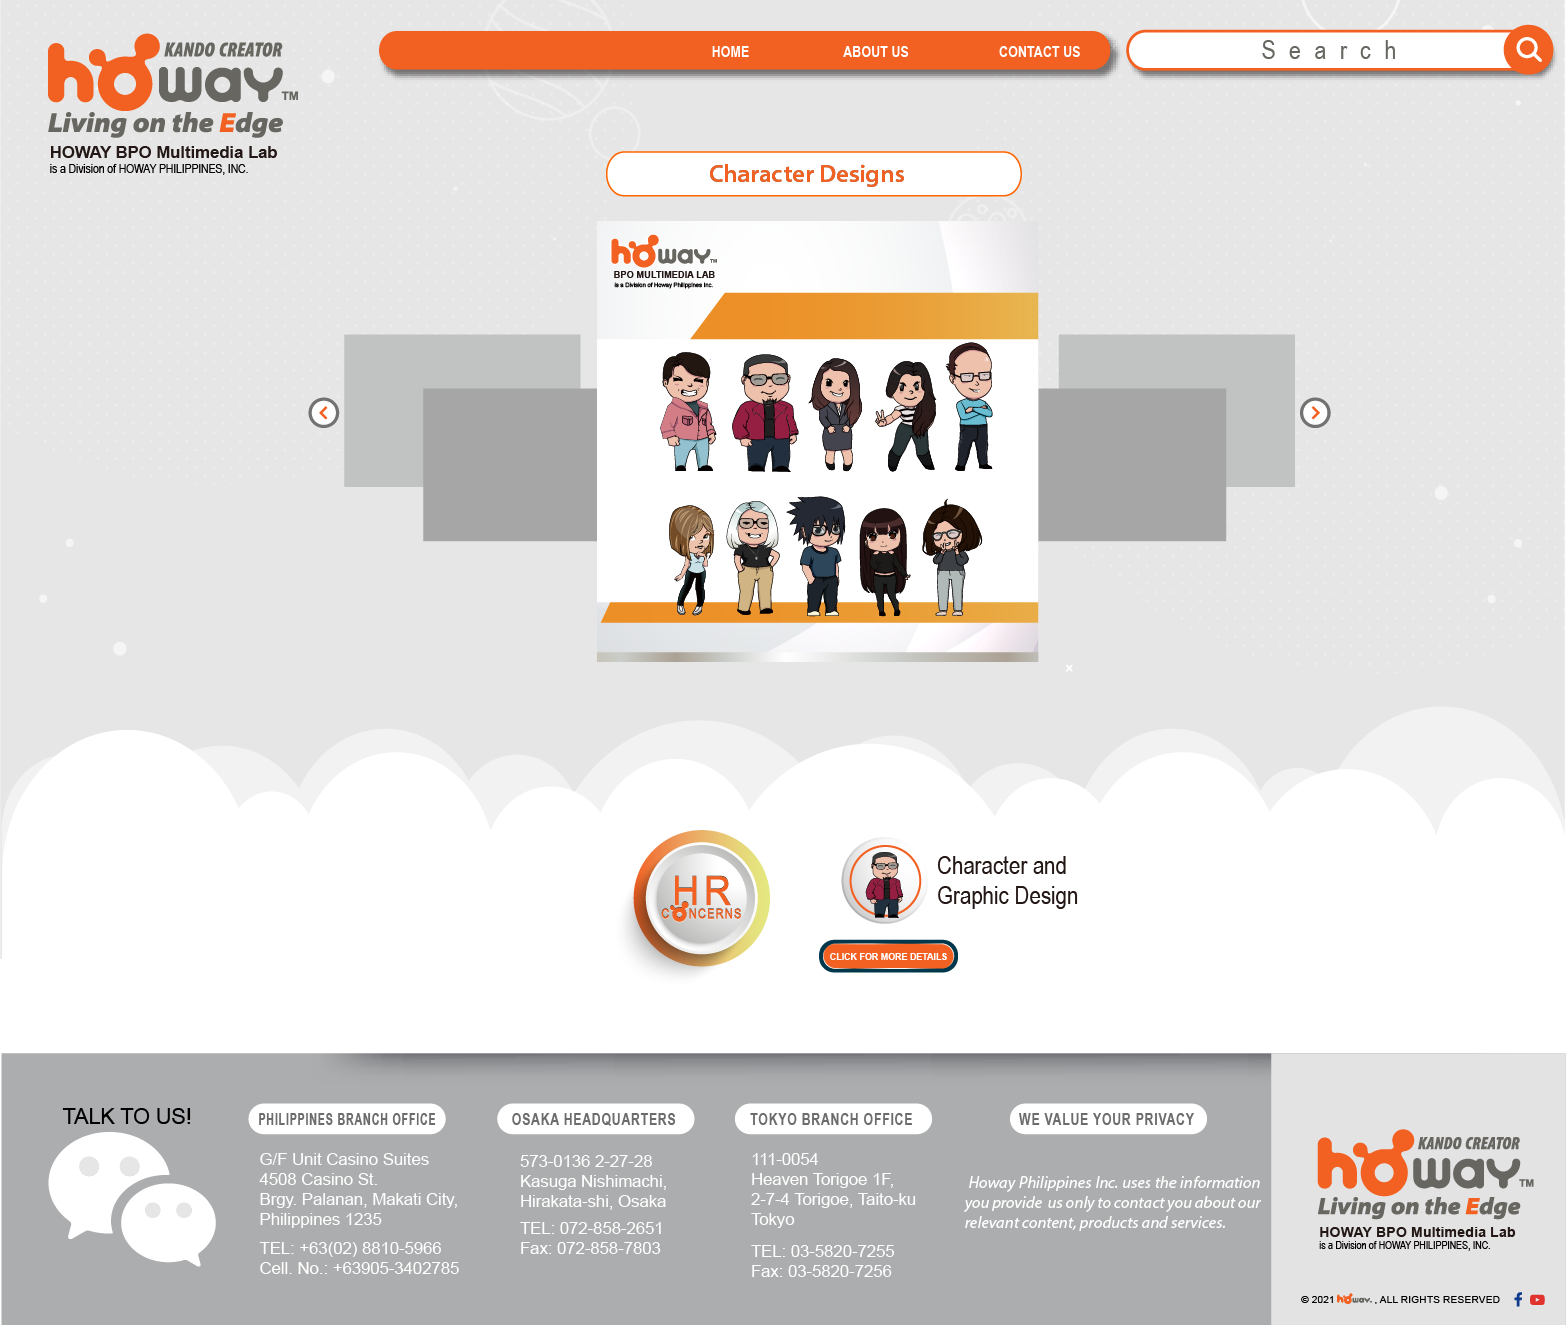 KANDO CREATOR
howay™
Living on the Edge
HOWAY BPO Multimedia Lab
is a Division of HOWAY PHILIPPINES, INC.
HOME ABOUT US CONTACT US
Search
Character Designs
howay™
BPO MULTIMEDIA LAB
is a Division of Howay Philippines Inc.
HR
CONCERNS
Character and
Graphic Design
CLICK FOR MORE DETAILS
TALK TO US!
PHILIPPINES BRANCH OFFICE
G/F Unit Casino Suites
4508 Casino St.
Brgy. Palanan, Makati City,
Philippines 1235
TEL: +63(02) 8810-5966
Cell. No.: +63905-3402785
OSAKA HEADQUARTERS
573-0136 2-27-28
Kasuga Nishimachi,
Hirakata-shi, Osaka
TEL: 072-858-2651
Fax: 072-858-7803
TOKYO BRANCH OFFICE
111-0054
Heaven Torigoe 1F,
2-7-4 Torigoe, Taito-ku
Tokyo
TEL: 03-5820-7255
Fax: 03-5820-7256
WE VALUE YOUR PRIVACY
Howay Philippines Inc. uses the information
you provide us only to contact you about our
relevant content, products and services.
KANDO CREATOR
howay™
Living on the Edge
HOWAY BPO Multimedia Lab
is a Division of HOWAY PHILIPPINES, INC.
© 2021 howay. , ALL RIGHTS RESERVED